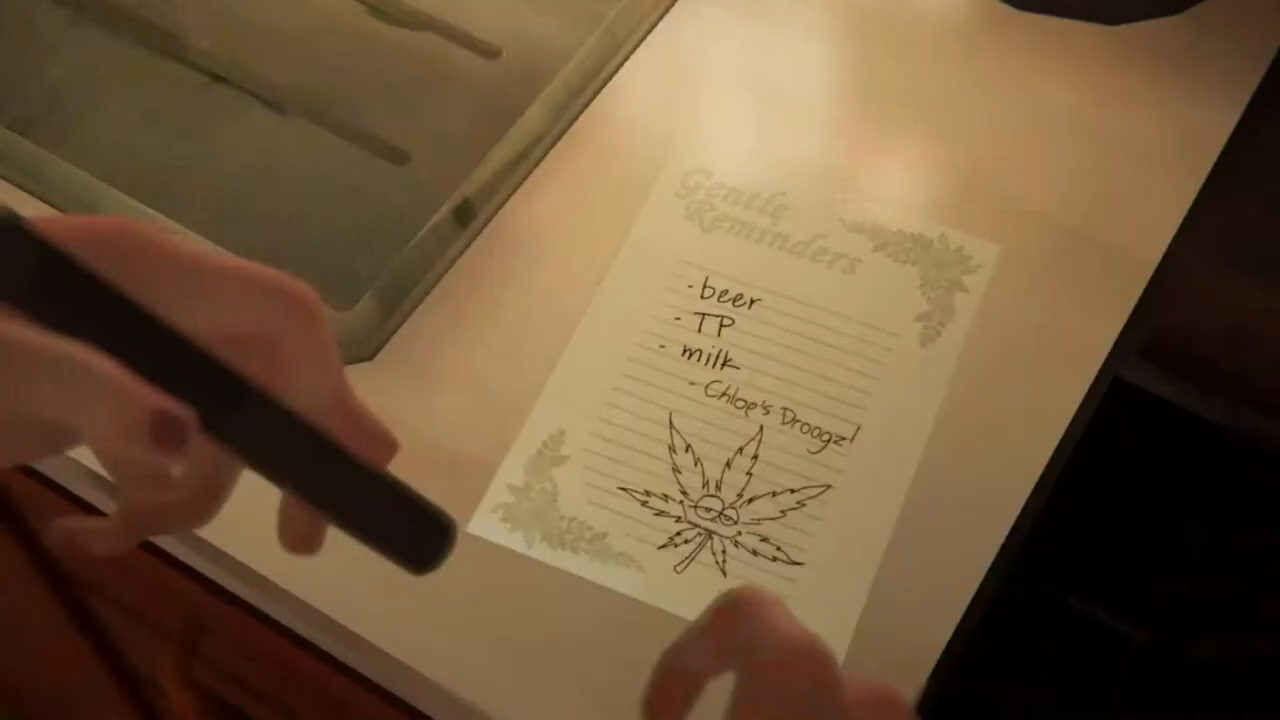 Gentle
Reminders
- beer
- TP
- milk
- Chloe's Droogz!